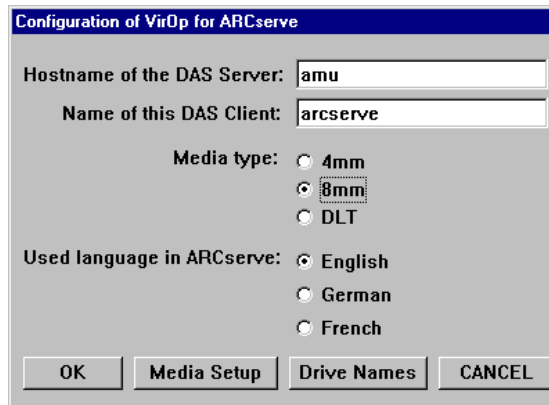 Configuration of VirOp for ARCserve
Hostname of the DAS Server: amu
Name of this DAS Client: arcserve
Media type: 4mm
8mm
DLT
Used language in ARCserve: English
German
French
OK Media Setup Drive Names CANCEL